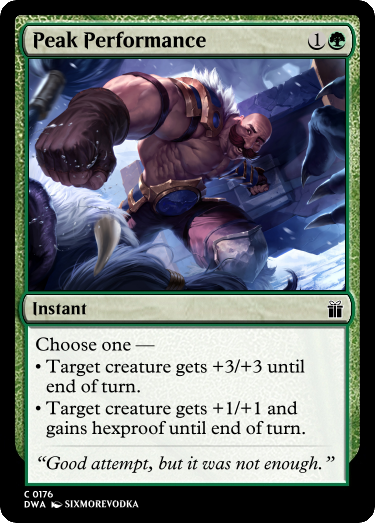 Peak Performance 1
Instant
Choose one —
• Target creature gets +3/+3 until
end of turn.
• Target creature gets +1/+1 and
gains hexproof until end of turn.
“Good attempt, but it was not enough.”
C 0176
DWA SIXMOREVODKA